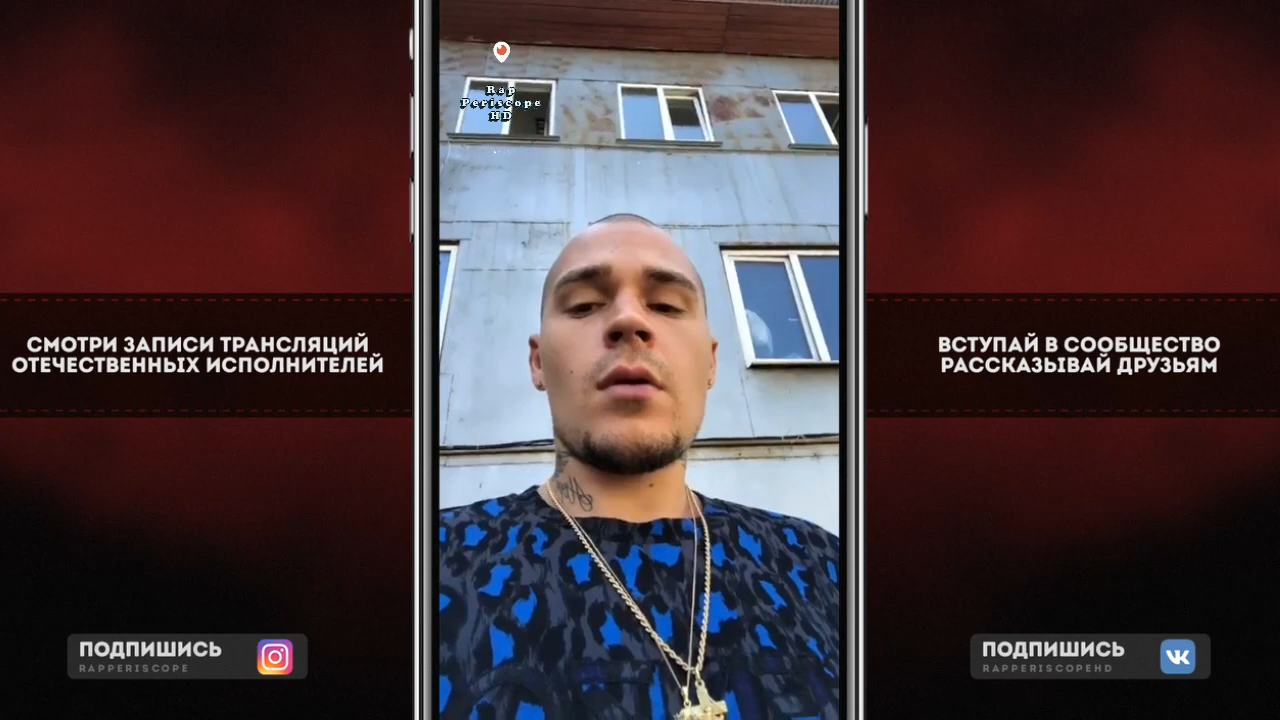 Rap
Periscope
HD
СМОТРИ ЗАПИСИ ТРАНСЛЯЦИЙ
ОТЕЧЕСТВЕННЫХ ИСПОЛНИТЕЛЕЙ
ВСТУПАЙ В СООБЩЕСТВО
РАССКАЗЫВАЙ ДРУЗЬЯМ
ПОДПИШИСЬ
RAPPERISCOPE
ПОДПИШИСЬ
RAPPERISCOPEHD